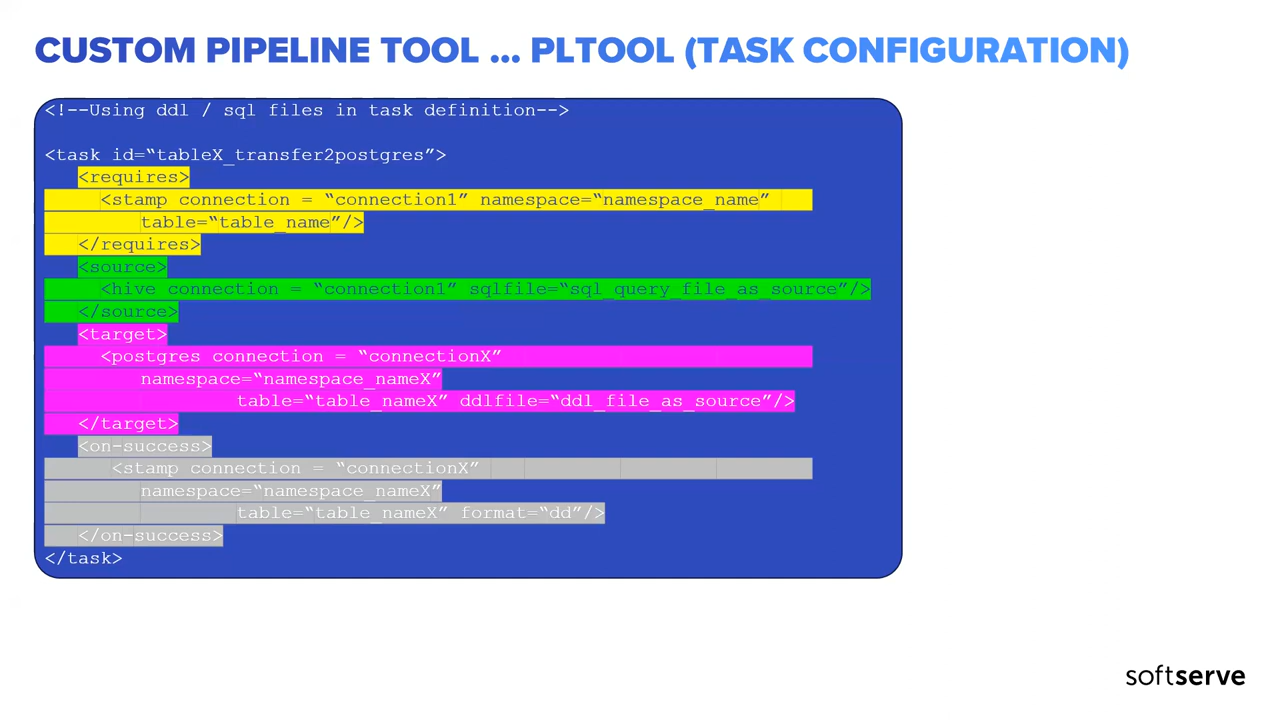 CUSTOM PIPELINE TOOL ... PLTOOL (TASK CONFIGURATION)
<!--Using ddl / sql files in task definition-->
<task id=“tableX_transfer2postgres”>
<requires>
<stamp connection = “connection1” namespace=“namespace_name”
table=“table_name”/>
</requires>
<source>
<hive connection = “connection1” sqlfile=“sql_query_file_as_source”/>
</source>
<target>
<postgres connection = “connectionX”
namespace=“namespace_nameX”
table=“table_nameX” ddlfile=“ddl_file_as_source”/>
</target>
<on-success>
<stamp connection = “connectionX”
namespace=“namespace_nameX”
table=“table_nameX” format=“dd”/>
</on-success>
</task>
softserve